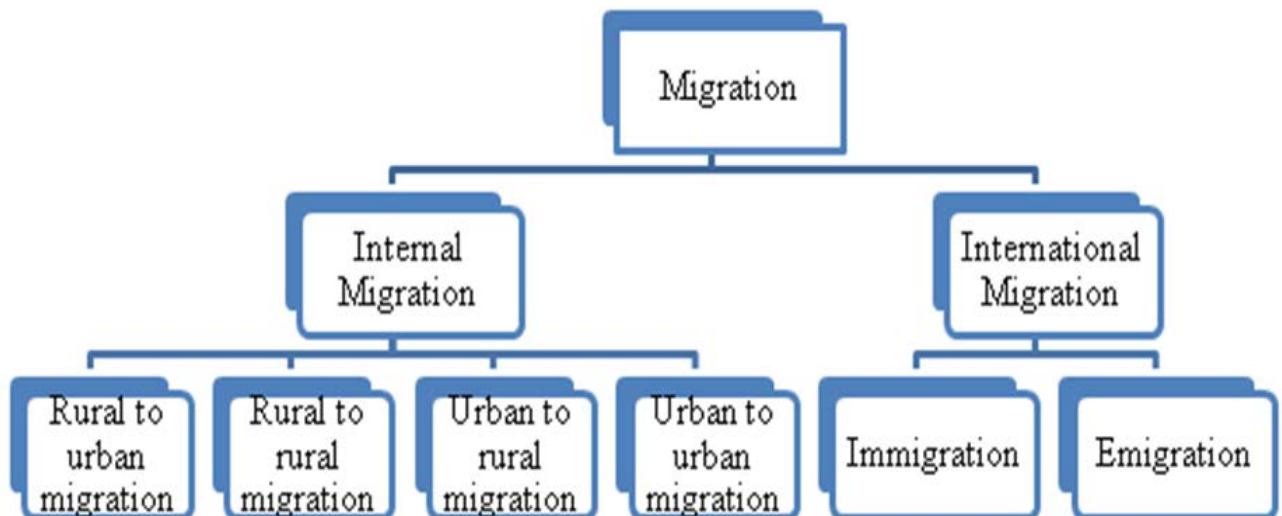 Migration
Internal
Migration
International
Migration
Rural to
urban
migration
Rural to
rural
migration
Urban to
rural
migration
Urban to
urban
migration
Immigration
Emigration